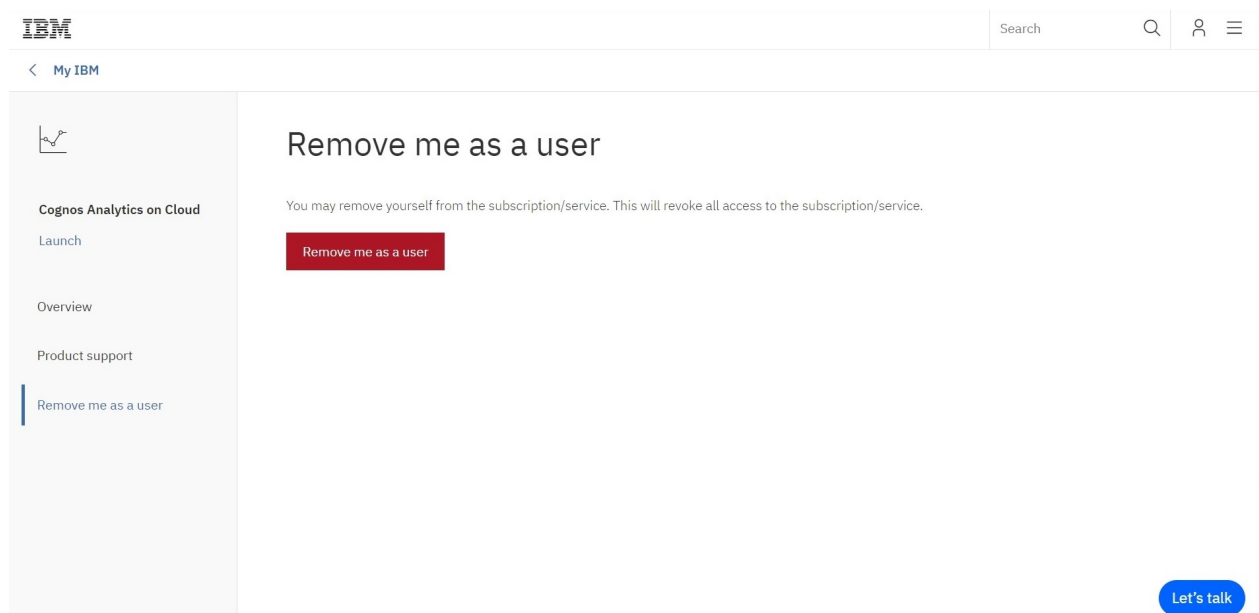 IBM
Search
My IBM
Remove me as a user
Cognos Analytics on Cloud
Launch
Overview
Product support
Remove me as a user
You may remove yourself from the subscription/service. This will revoke all access to the subscription/service.
Remove me as a user
Let's talk